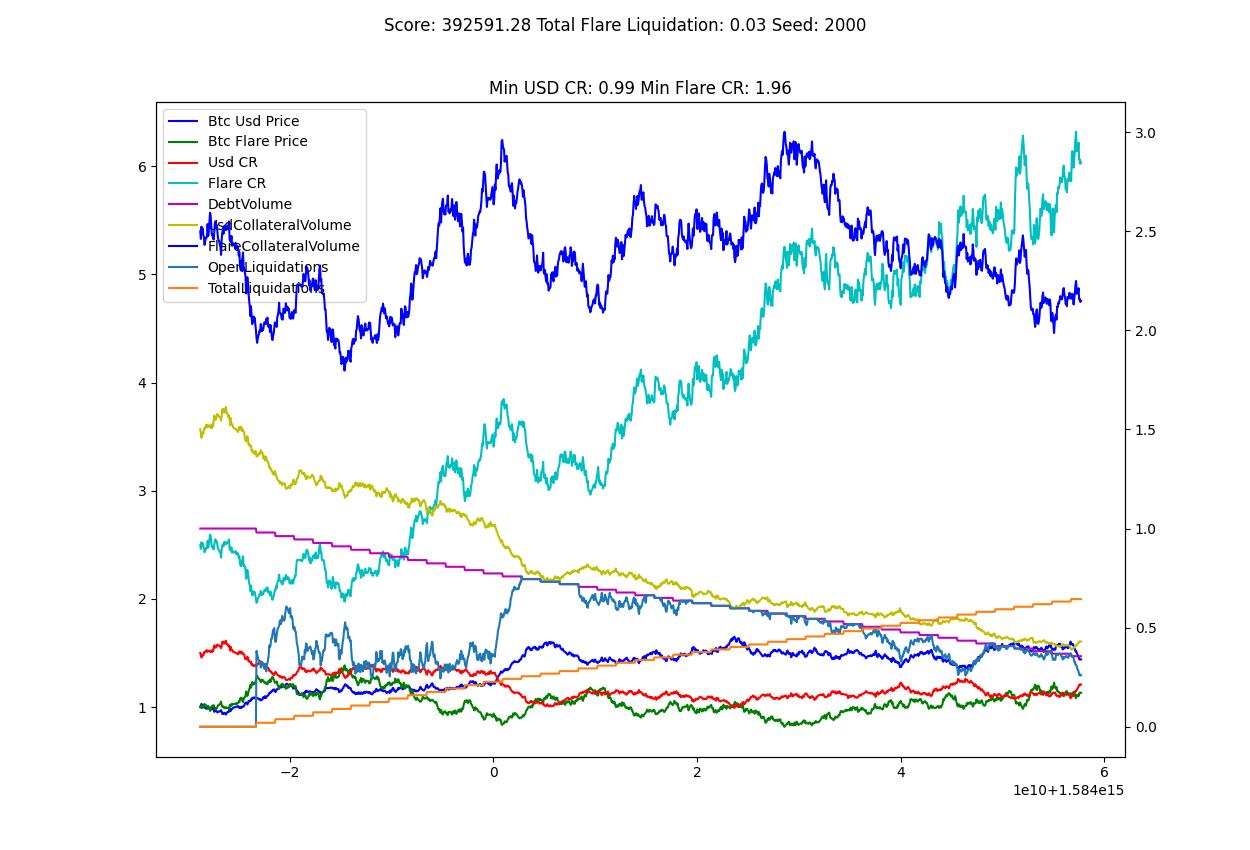 Score: 392591.28 Total Flare Liquidation: 0.03 Seed: 2000
Min USD CR: 0.99 Min Flare CR: 1.96
Btc Usd Price
Btc Flare Price
Usd CR
Flare CR
DebtVolume
UsdCollateralVolume
FlareCollateralVolume
OpenLiquidations
TotalLiquidations
6
5
4
3
2
1
3.0
2.5
2.0
1.5
1.0
0.5
0.0
−2
0
2
4
6
1e10+1.584e15